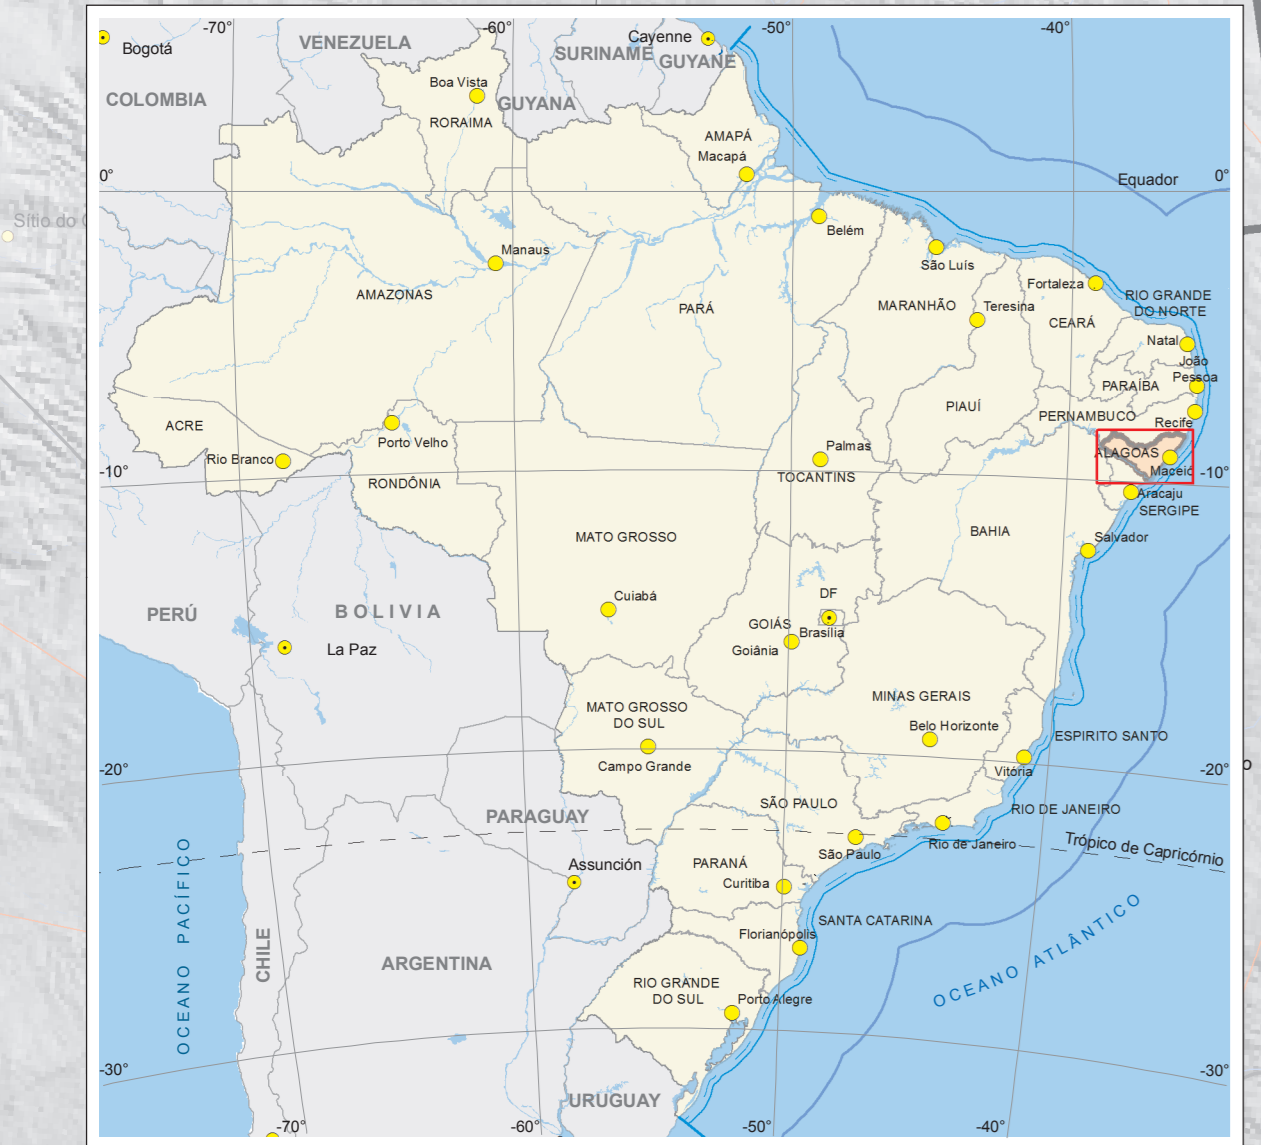 -70°
-60°
-50°
-40°
Bogotá
VENEZUELA
Cayenne
SURINAME
GUYANE
COLOMBIA
Boa Vista
GUYANA
RORAIMA
AMAPÁ
Macapá
0°
0°
Equador
Sítio do
Belém
Manaus
São Luís
AMAZONAS
PARÁ
MARANHÃO
Teresina
Fortaleza
CEARÁ
RIO GRANDE
DO NORTE
Natal
João
Pessoa
PARAÍBA
PIAUÍ
PERNAMBUCO
Recife
ACRE
Porto Velho
Rio Branco
Palmas
ALAGOAS
Maceió
-10°
-10°
RONDÔNIA
TOCANTINS
Aracaju
SERGIPE
MATO GROSSO
BAHIA
Salvador
Cuiabá
DF
PERÚ
BOLIVIA
GOIÁS
Brasília
La Paz
Goiânia
MINAS GERAIS
MATO GROSSO
DO SUL
Belo Horizonte
ESPIRITO SANTO
Campo Grande
Vitória
-20°
-20°
o
SÃO PAULO
RIO DE JANEIRO
PARAGUAY
São Paulo
Rio de Janeiro
Trópico de Capricórnio
Assunción
PARANÁ
Curitiba
SANTA CATARINA
Florianópolis
OCEANO PACÍFICO
CHILE
ARGENTINA
OCEANO ATLÂNTICO
RIO GRANDE
DO SUL
Porto Alegre
-30°
-30°
URUGUAY
-70°
-60°
-50°
-40°